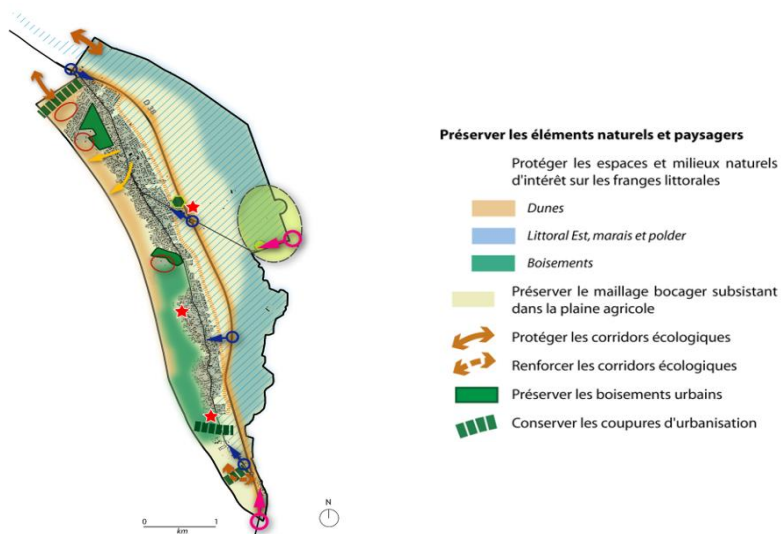 D 38
Préserver les éléments naturels et paysagers
Protéger les espaces et milieux naturels
d'intérêt sur les franges littorales
Dunes
Littoral Est, marais et polder
Boisements
Préserver le maillage bocager subsistant
dans la plaine agricole
Protéger les corridors écologiques
Renforcer les corridors écologiques
Préserver les boisements urbains
Conserver les coupures d'urbanisation
N
0 1
km